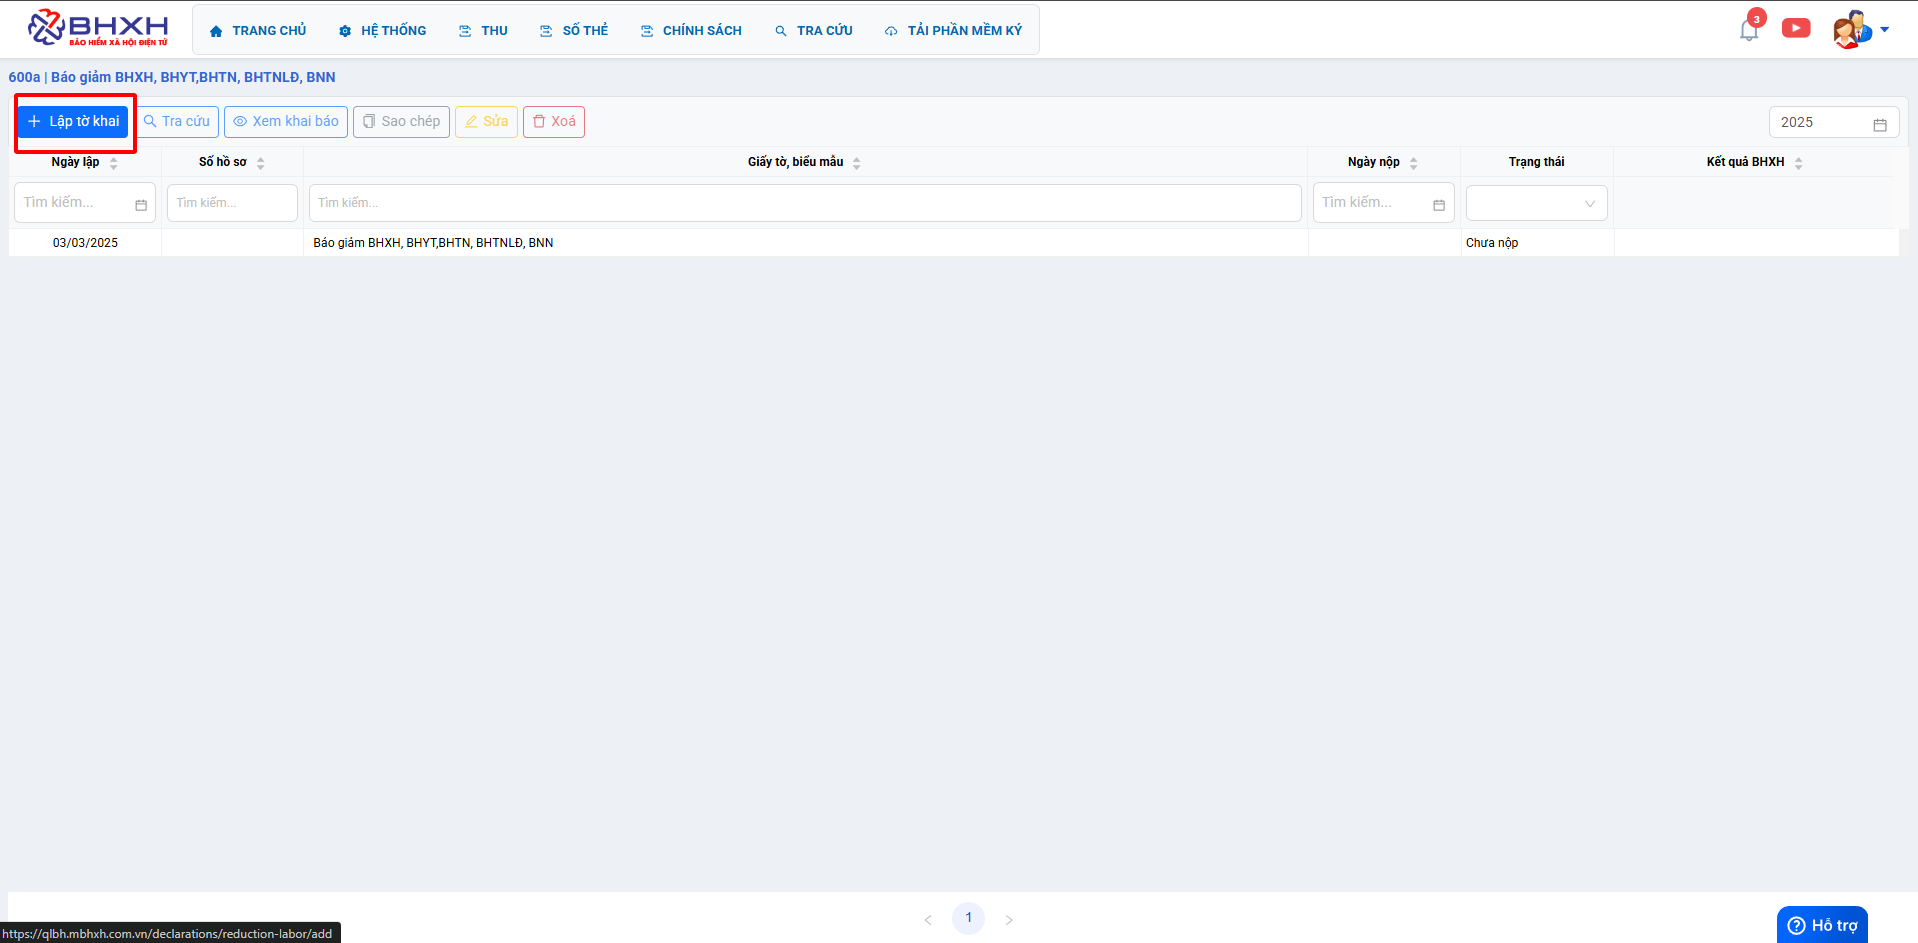 BHXH
BẢO HIỂM XÃ HỘI ĐIỆN TỬ
TRANG CHỦ HỆ THỐNG THU SỔ THẺ CHÍNH SÁCH TRA CỨU TẢI PHẦN MỀM KÝ
3
600a | Báo giảm BHXH, BHYT,BHTN, BHTNLĐ, BNN
Lập tờ khai Tra cứu Xem khai báo Sao chép Sửa Xoá 2025
Ngày lập Số hồ sơ Giấy tờ, biểu mẫu Ngày nộp Trạng thái Kết quả BHXH
Tìm kiếm... Tìm kiếm... Tìm kiếm... Tìm kiếm...
03/03/2025 Báo giảm BHXH, BHYT,BHTN, BHTNLĐ, BNN Chưa nộp
1
Hỗ trợ
https://qlbh.mbhxh.com.vn/declarations/reduction-labor/add